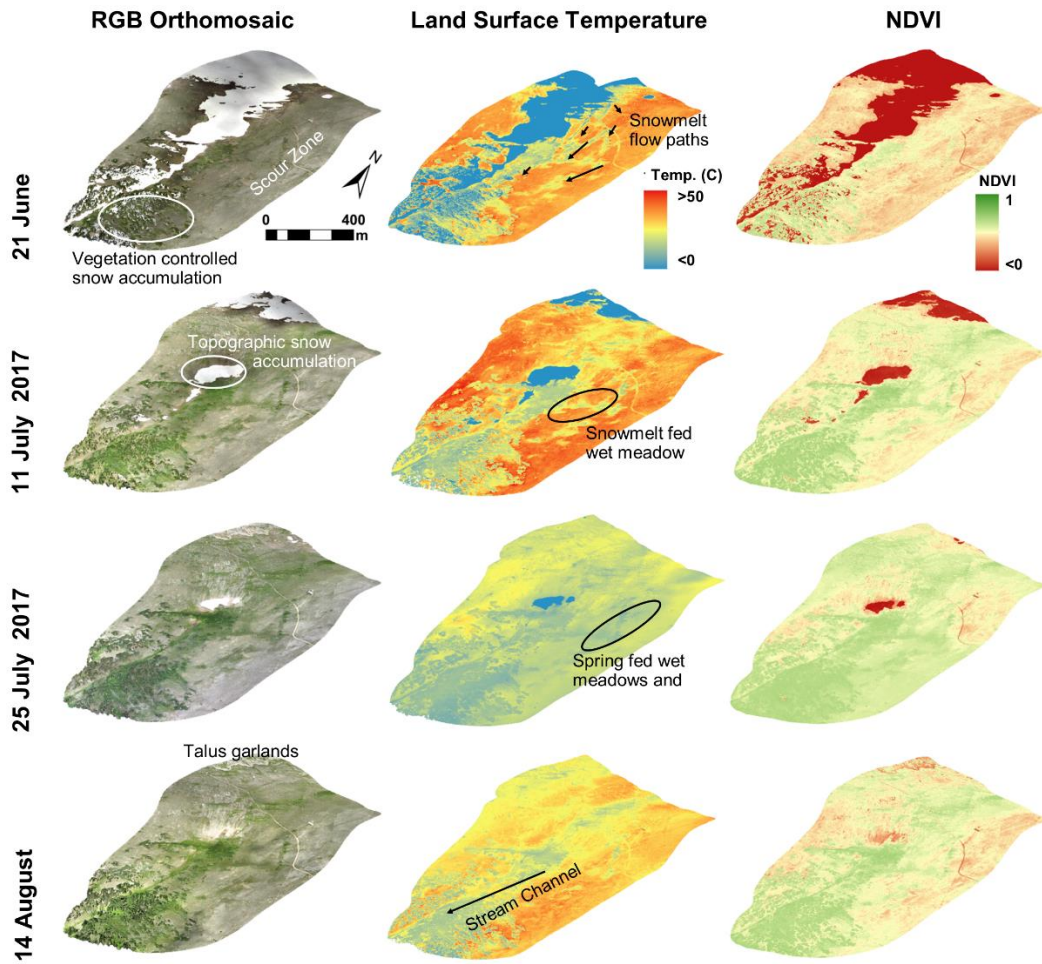 RGB Orthomosaic
Land Surface Temperature
NDVI
21 June
Scour Zone
N
0 400
m
Vegetation controlled
snow accumulation
Snowmelt
flow paths
Temp. (C)
>50
<0
NDVI
1
<0
11 July 2017
Topographic snow
accumulation
Snowmelt fed
wet meadow
25 July 2017
Spring fed wet
meadows and
14 August
Talus garlands
Stream Channel